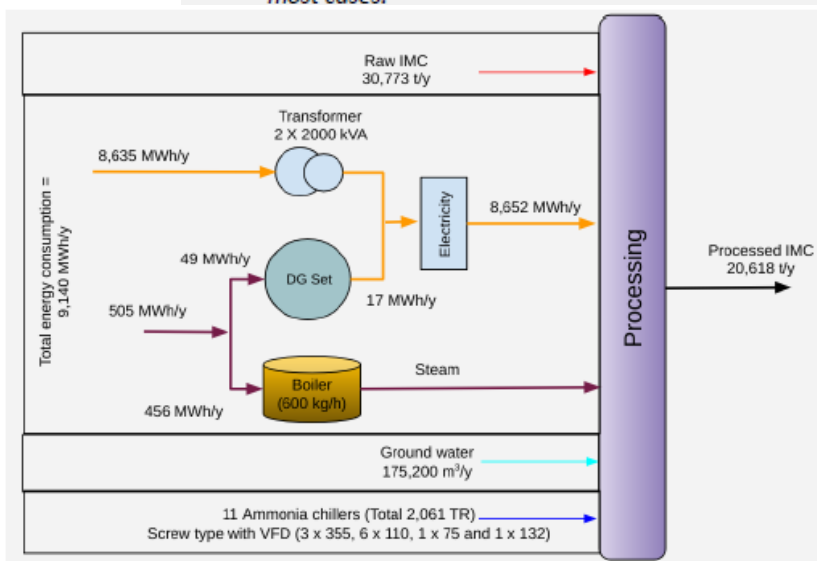 most cases.
Raw IMC
30,773 t/y
Transformer
2 X 2000 kVA
8,635 MWh/y
Total energy consumption =
9,140 MWh/y
Electricity
8,652 MWh/y
49 MWh/y
DG Set
17 MWh/y
505 MWh/y
Processing
Processed IMC
20,618 t/y
Boiler
(600 kg/h)
Steam
456 MWh/y
Ground water
175,200 m³/y
11 Ammonia chillers (Total 2,061 TR)
Screw type with VFD (3 x 355, 6 x 110, 1 x 75 and 1 x 132)